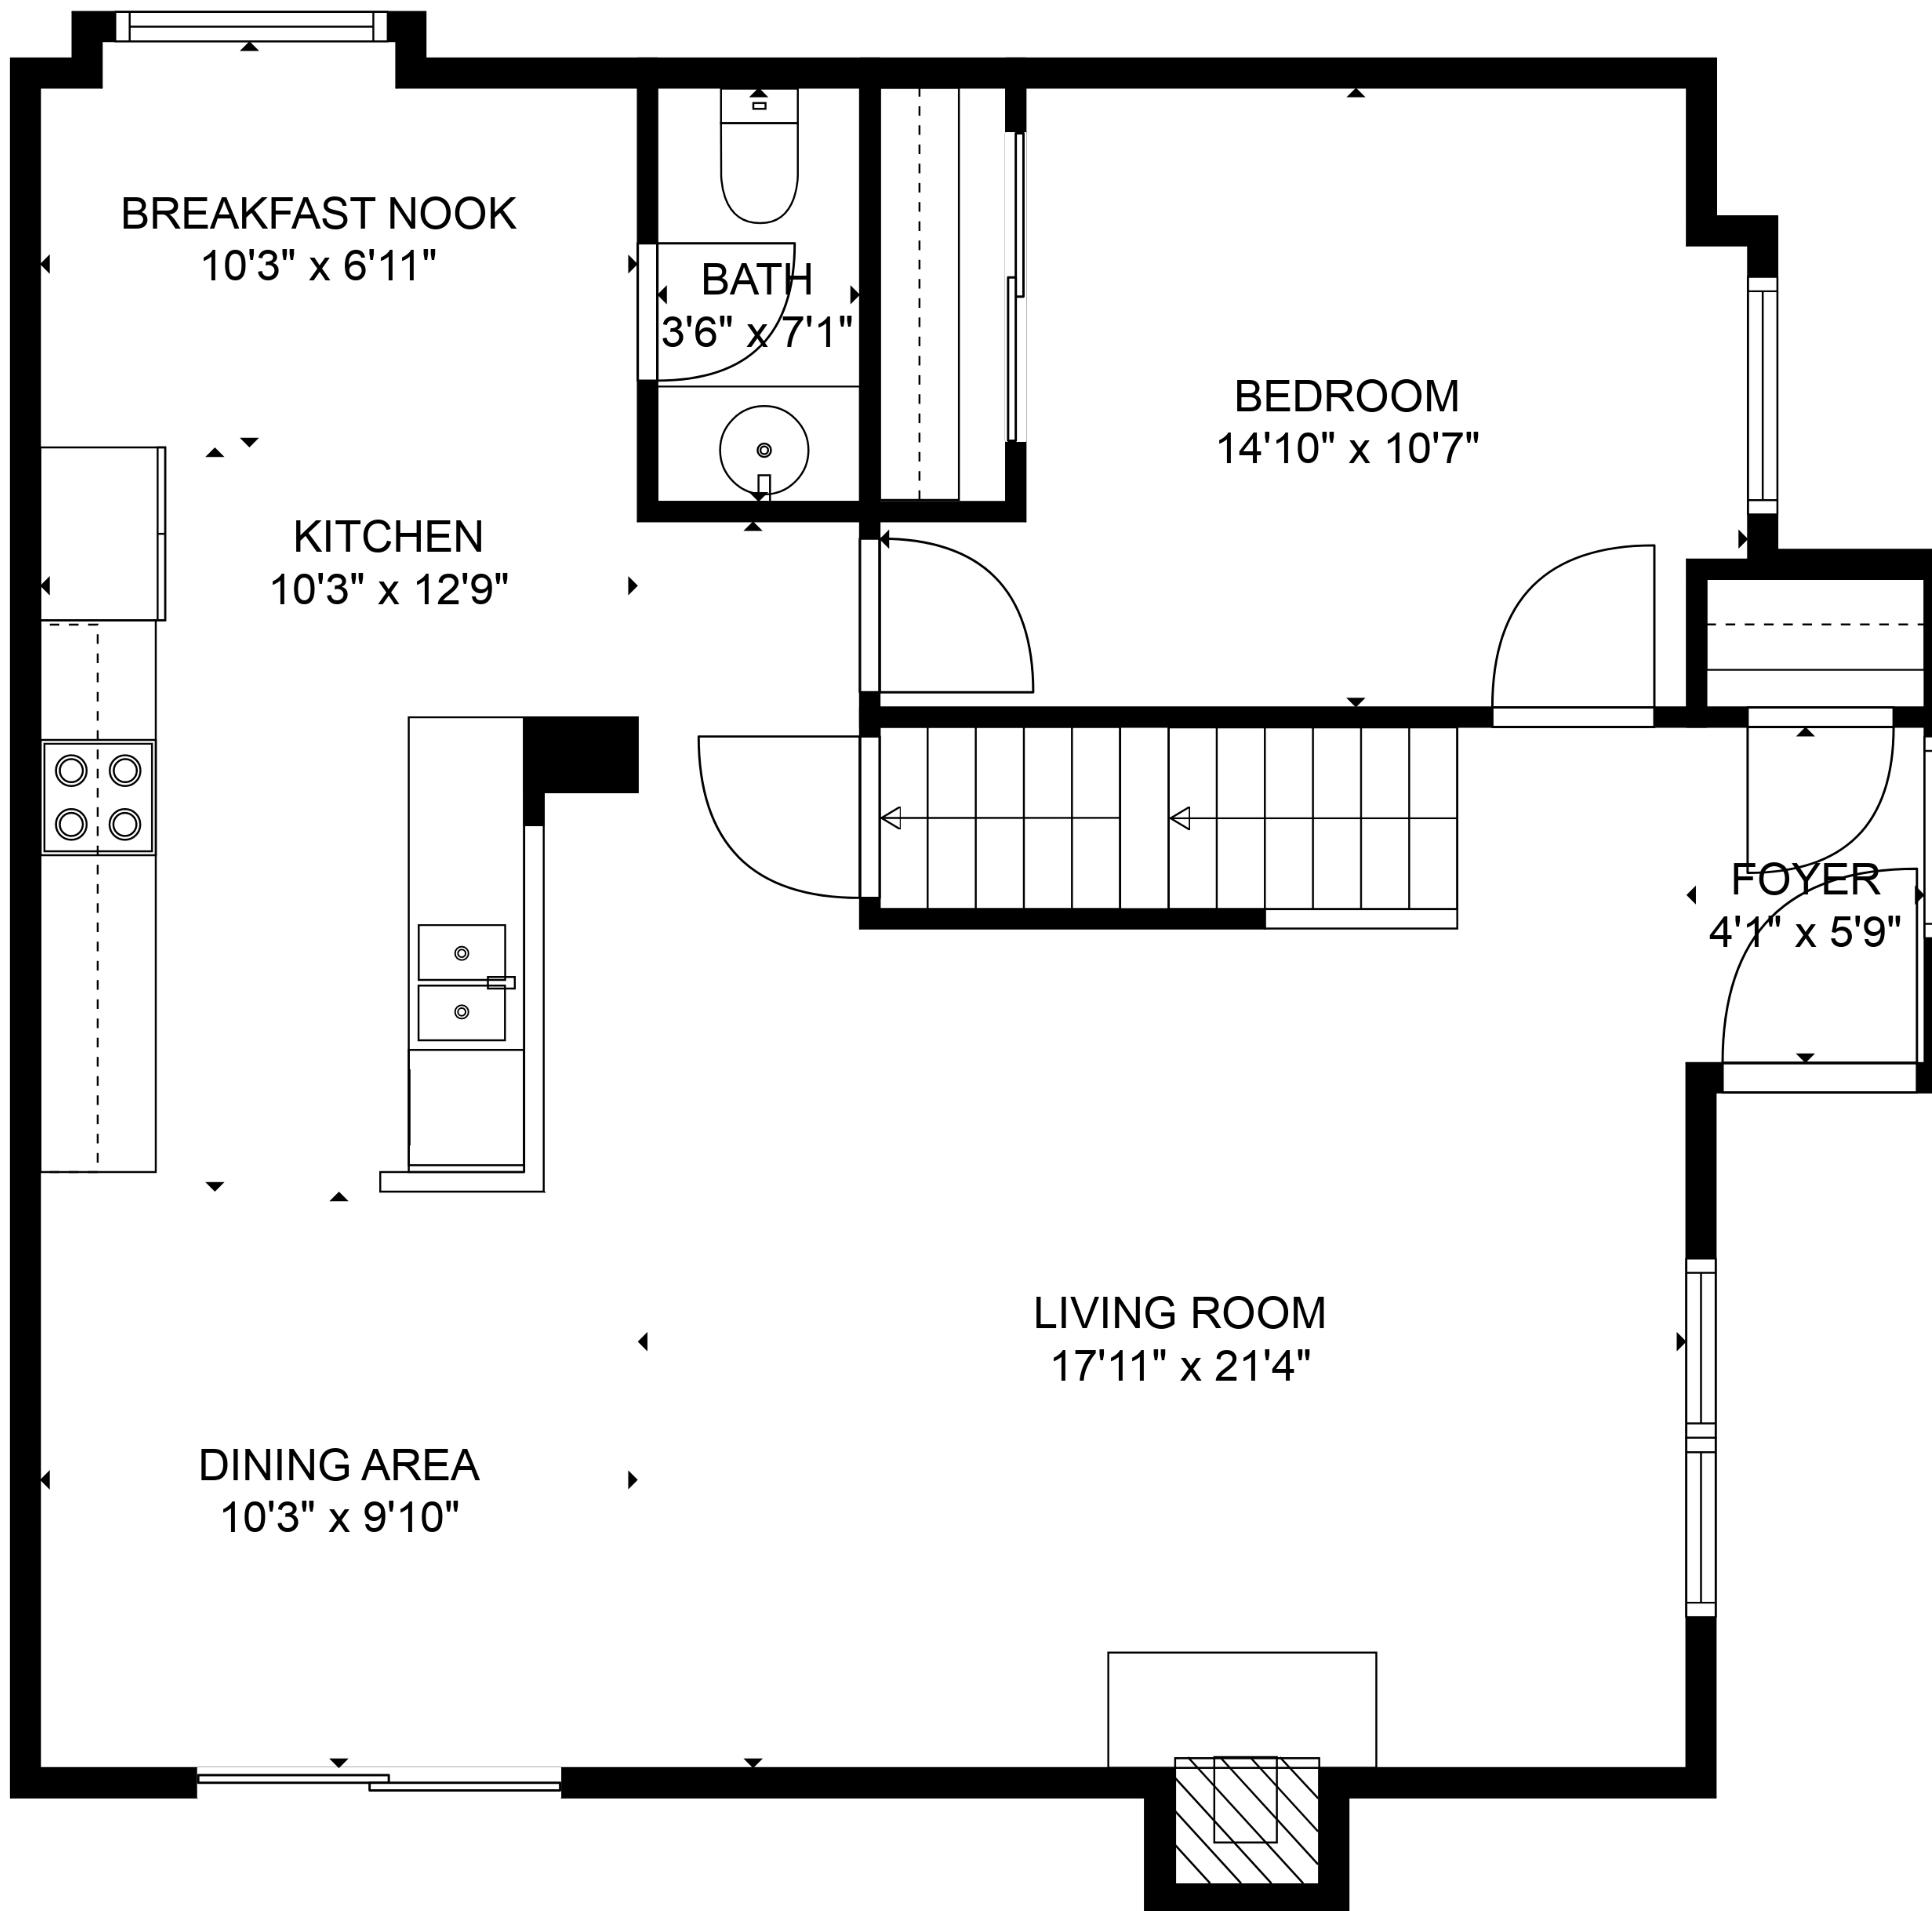 BREAKFAST NOOK
10'3" x 6'11"
BATH
3'6" x 7'1"
BEDROOM
14'10" x 10'7"
KITCHEN
10'3" x 12'9"
FOYER
4'1" x 5'9"
LIVING ROOM
17'11" x 21'4"
DINING AREA
10'3" x 9'10"